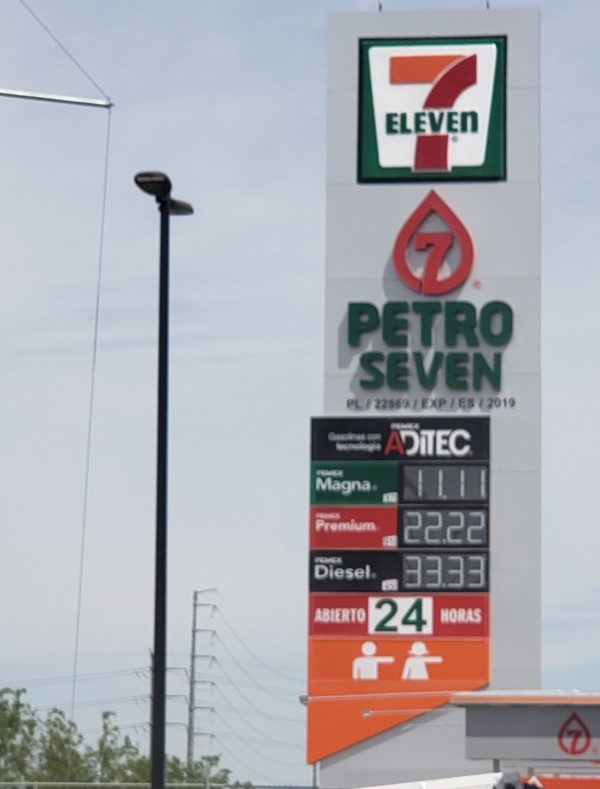 7
ELEVEn
7
PETRO
SEVEN
PL / 22869 / EXP / ES / 2019
Gasolinas con
tecnología
PEMEX
ADiTEC
PEMEX
Magna 11.11
PEMEX
Premium 22.22
PEMEX
Diesel 33.33
ABIERTO 24 HORAS
7